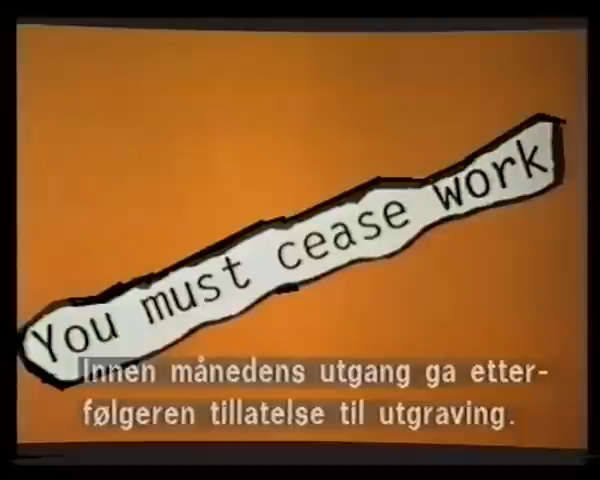 You must cease work
Innen månedens utgang ga etter-
følgeren tillatelse til utgraving.